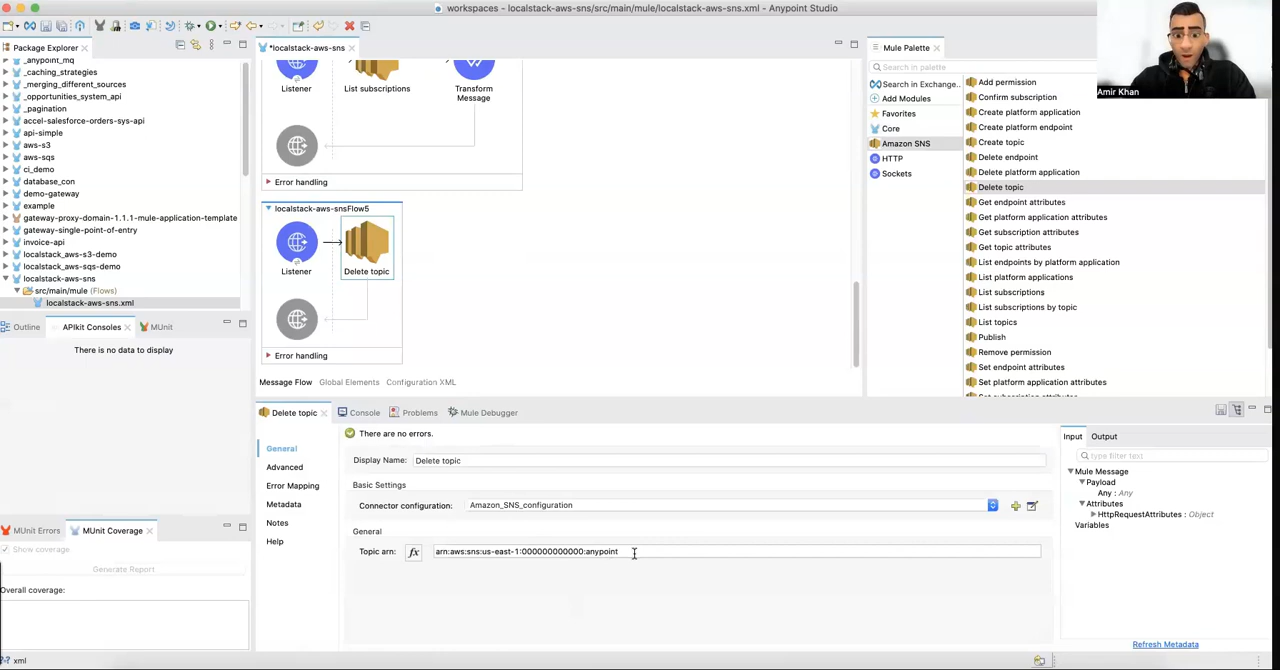 workspaces - localstack-aws-sns/src/main/mule/localstack-aws-sns.xml - Anypoint Studio
Package Explorer
_anypoint_mq
_caching_strategies
_merging_different_sources
_opportunities_system_api
_pagination
accel-salesforce-orders-sys-api
api-simple
aws-s3
aws-sqs
ci_demo
database_con
demo-gateway
example
gateway-proxy-domain-1.1.1-mule-application-template
gateway-single-point-of-entry
invoice-api
localstack_aws-s3-demo
localstack_aws-sqs-demo
localstack-aws-sns
src/main/mule (Flows)
localstack-aws-sns.xml
Outline
APIkit Consoles
MUnit
There is no data to display
MUnit Errors
MUnit Coverage
Show coverage
Generate Report
Overall coverage:
xml
*localstack-aws-sns
Listener
List subscriptions
Transform
Message
Error handling
localstack-aws-snsFlow5
Listener
Delete topic
Error handling
Message Flow
Global Elements
Configuration XML
Mule Palette
Search in palette
Search in Exchange..
Add Modules
Favorites
Core
Amazon SNS
HTTP
Sockets
Add permission
Confirm subscription
Create platform application
Create platform endpoint
Create topic
Delete endpoint
Delete platform application
Delete topic
Get endpoint attributes
Get platform application attributes
Get subscription attributes
Get topic attributes
List endpoints by platform application
List platform applications
List subscriptions
List subscriptions by topic
List topics
Publish
Remove permission
Set endpoint attributes
Set platform application attributes
Set subscription attributes
Amir Khan
Delete topic
Console
Problems
Mule Debugger
There are no errors.
General
Advanced
Error Mapping
Metadata
Notes
Help
Display Name:
Delete topic
Basic Settings
Connector configuration:
Amazon_SNS_configuration
General
Topic arn:
fx
arn:aws:sns:us-east-1:000000000000:anypoint
Input
Output
type filter text
Mule Message
Payload
Any : Any
Attributes
HttpRequestAttributes : Object
Variables
Refresh Metadata